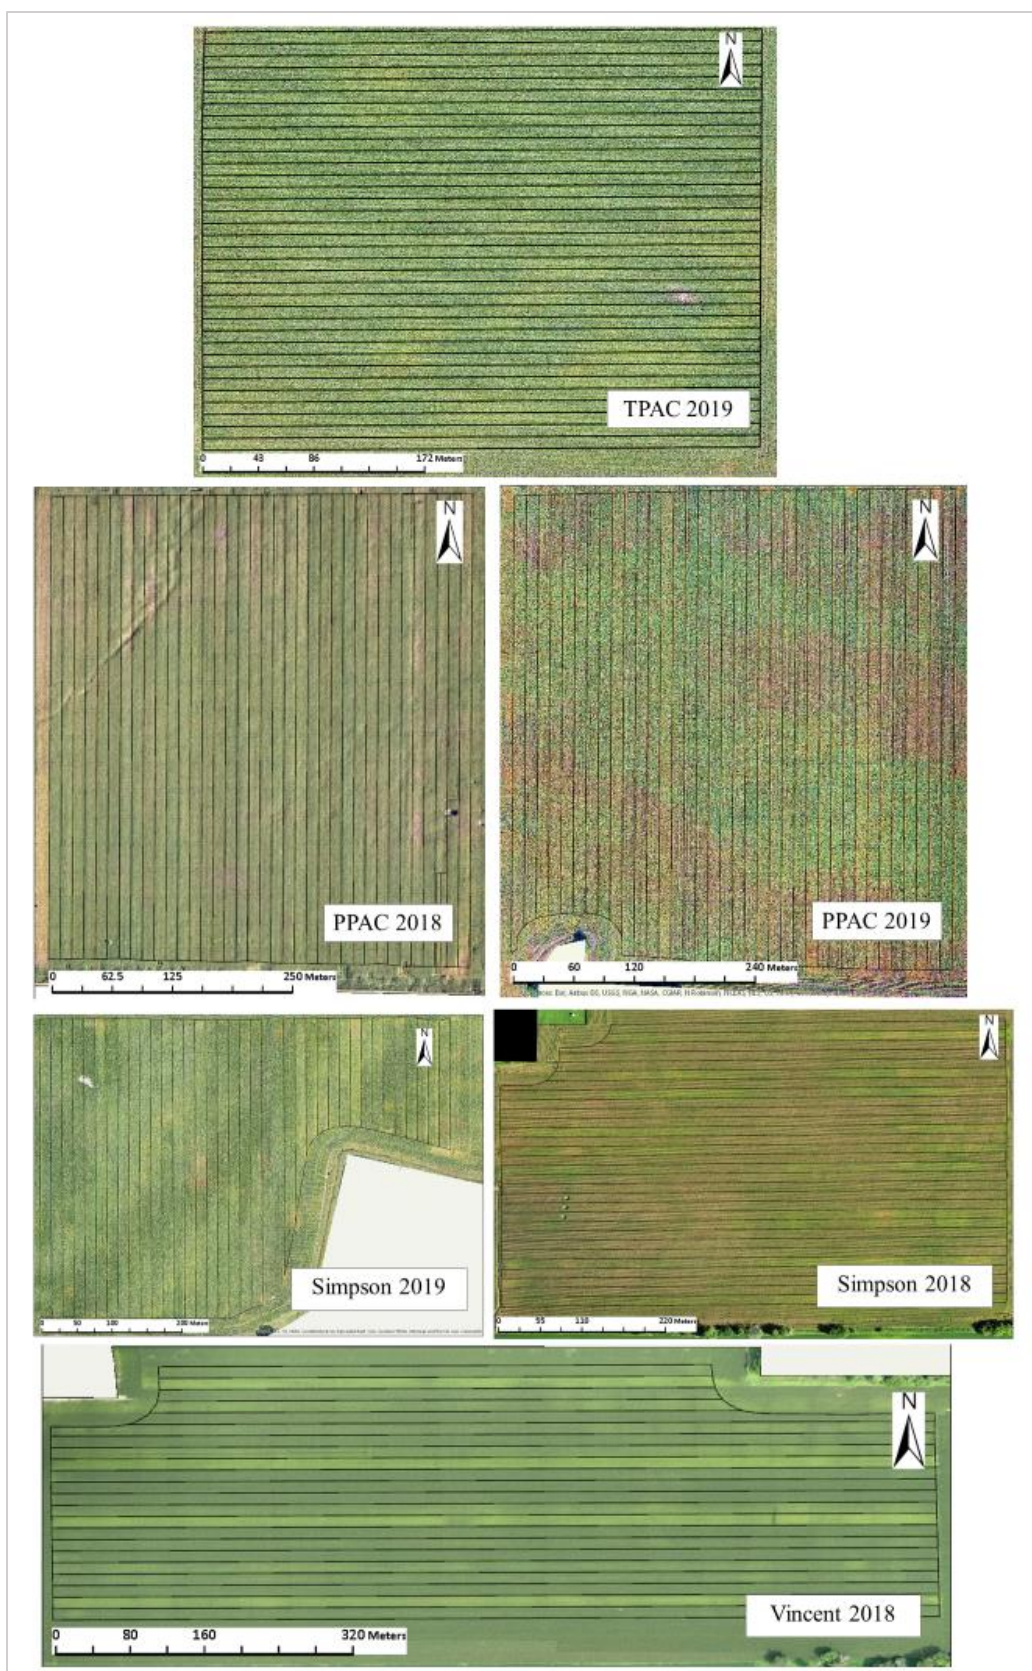 N
0 43 86 172 Meters
TPAC 2019
N
N
PPAC 2018
PPAC 2019
0 62.5 125 250 Meters
0 60 120 240 Meters
N
N
Simpson 2019
Simpson 2018
0 50 100 200 Meters
0 55 110 220 Meters
N
Vincent 2018
0 80 160 320 Meters